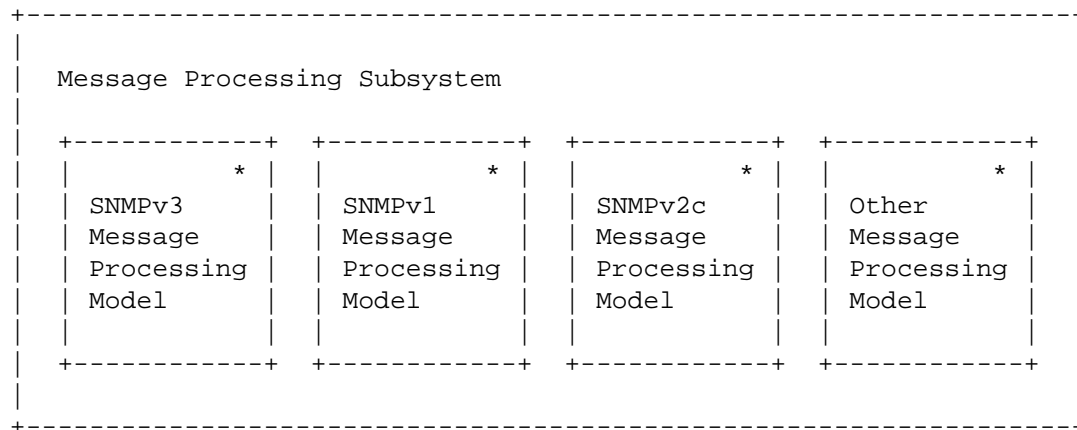 Message Processing Subsystem
* * * *
SNMPv3 SNMPv1 SNMPv2c Other
Message Message Message Message
Processing Processing Processing Processing
Model Model Model Model